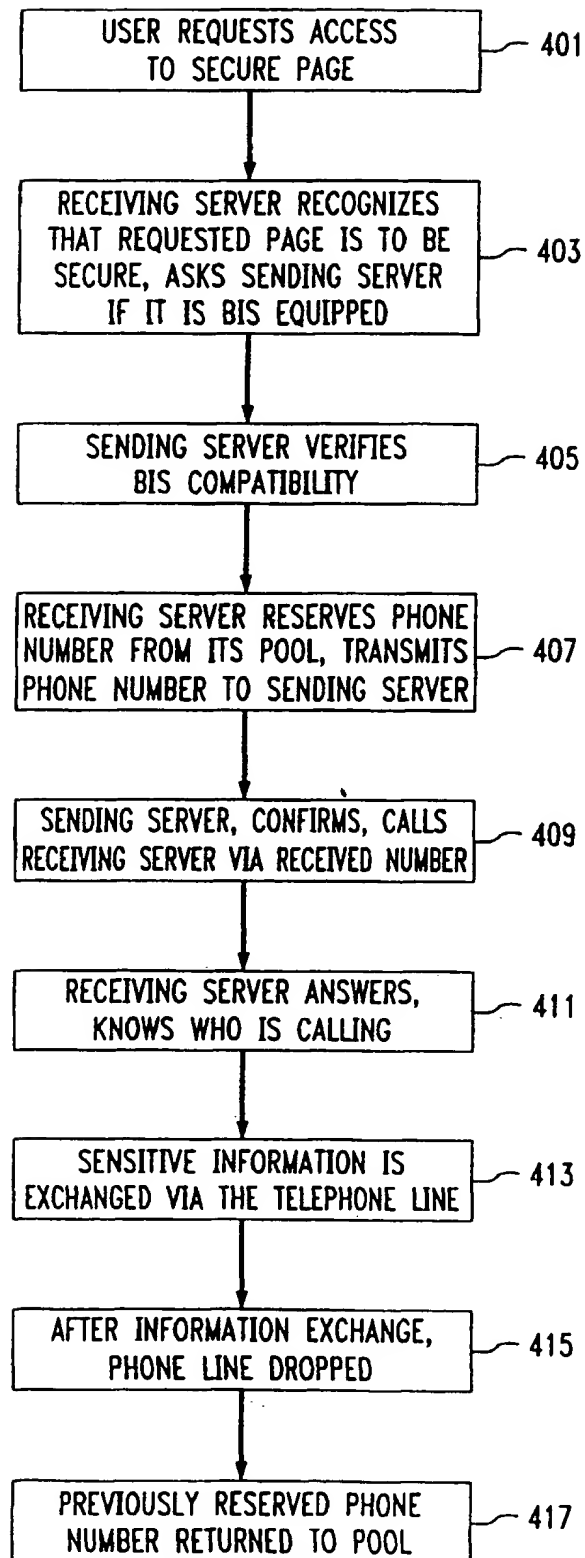 USER REQUESTS ACCESS
TO SECURE PAGE
401
RECEIVING SERVER RECOGNIZES
THAT REQUESTED PAGE IS TO BE
SECURE, ASKS SENDING SERVER
IF IT IS BIS EQUIPPED
403
SENDING SERVER VERIFIES
BIS COMPATIBILITY
405
RECEIVING SERVER RESERVES PHONE
NUMBER FROM ITS POOL, TRANSMITS
PHONE NUMBER TO SENDING SERVER
407
SENDING SERVER, CONFIRMS, CALLS
RECEIVING SERVER VIA RECEIVED NUMBER
409
RECEIVING SERVER ANSWERS,
KNOWS WHO IS CALLING
411
SENSITIVE INFORMATION IS
EXCHANGED VIA THE TELEPHONE LINE
413
AFTER INFORMATION EXCHANGE,
PHONE LINE DROPPED
415
PREVIOUSLY RESERVED PHONE
NUMBER RETURNED TO POOL
417